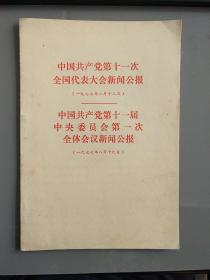 中国共产党第十一次
全国代表大会新闻公报
（一九七七年八月十八日）
中国共产党第十一届
中央委员会第一次
全体会议新闻公报
（一九七七年八月十九日）